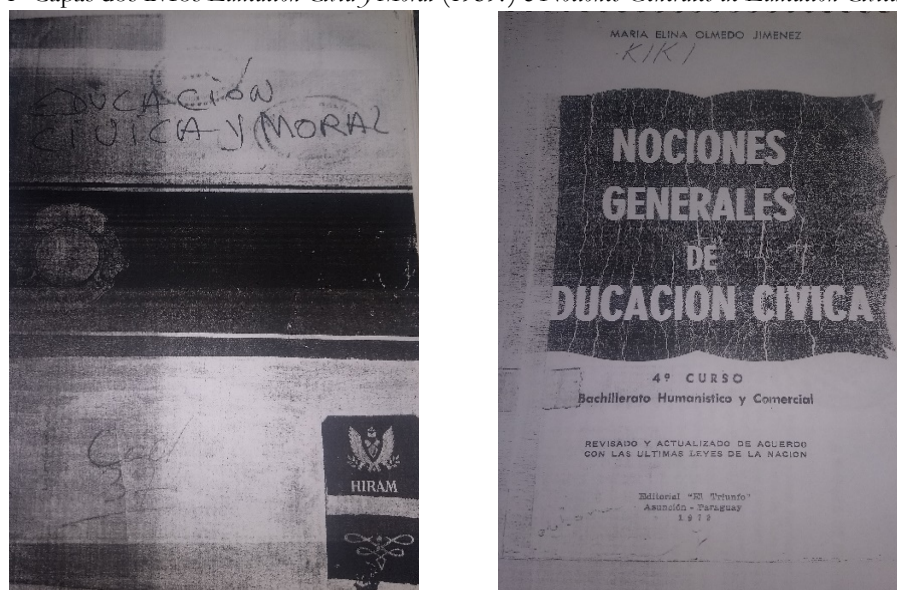 Capas dos livros Educación Cívica y Moral e Nociones Generales de Educación Cívica
EDUCACIÓN
CIVICA Y MORAL
HIRAM
MARIA ELINA OLMEDO JIMENEZ
KIKI
NOCIONES
GENERALES
DE
DUCACION CIVICA
4º CURSO
Bachillerato Humanistico y Comercial
REVISADO Y ACTUALIZADO DE ACUERDO
CON LAS ULTIMAS LEYES DE LA NACION
Editorial "El Triunfo"
Asunción - Paraguay